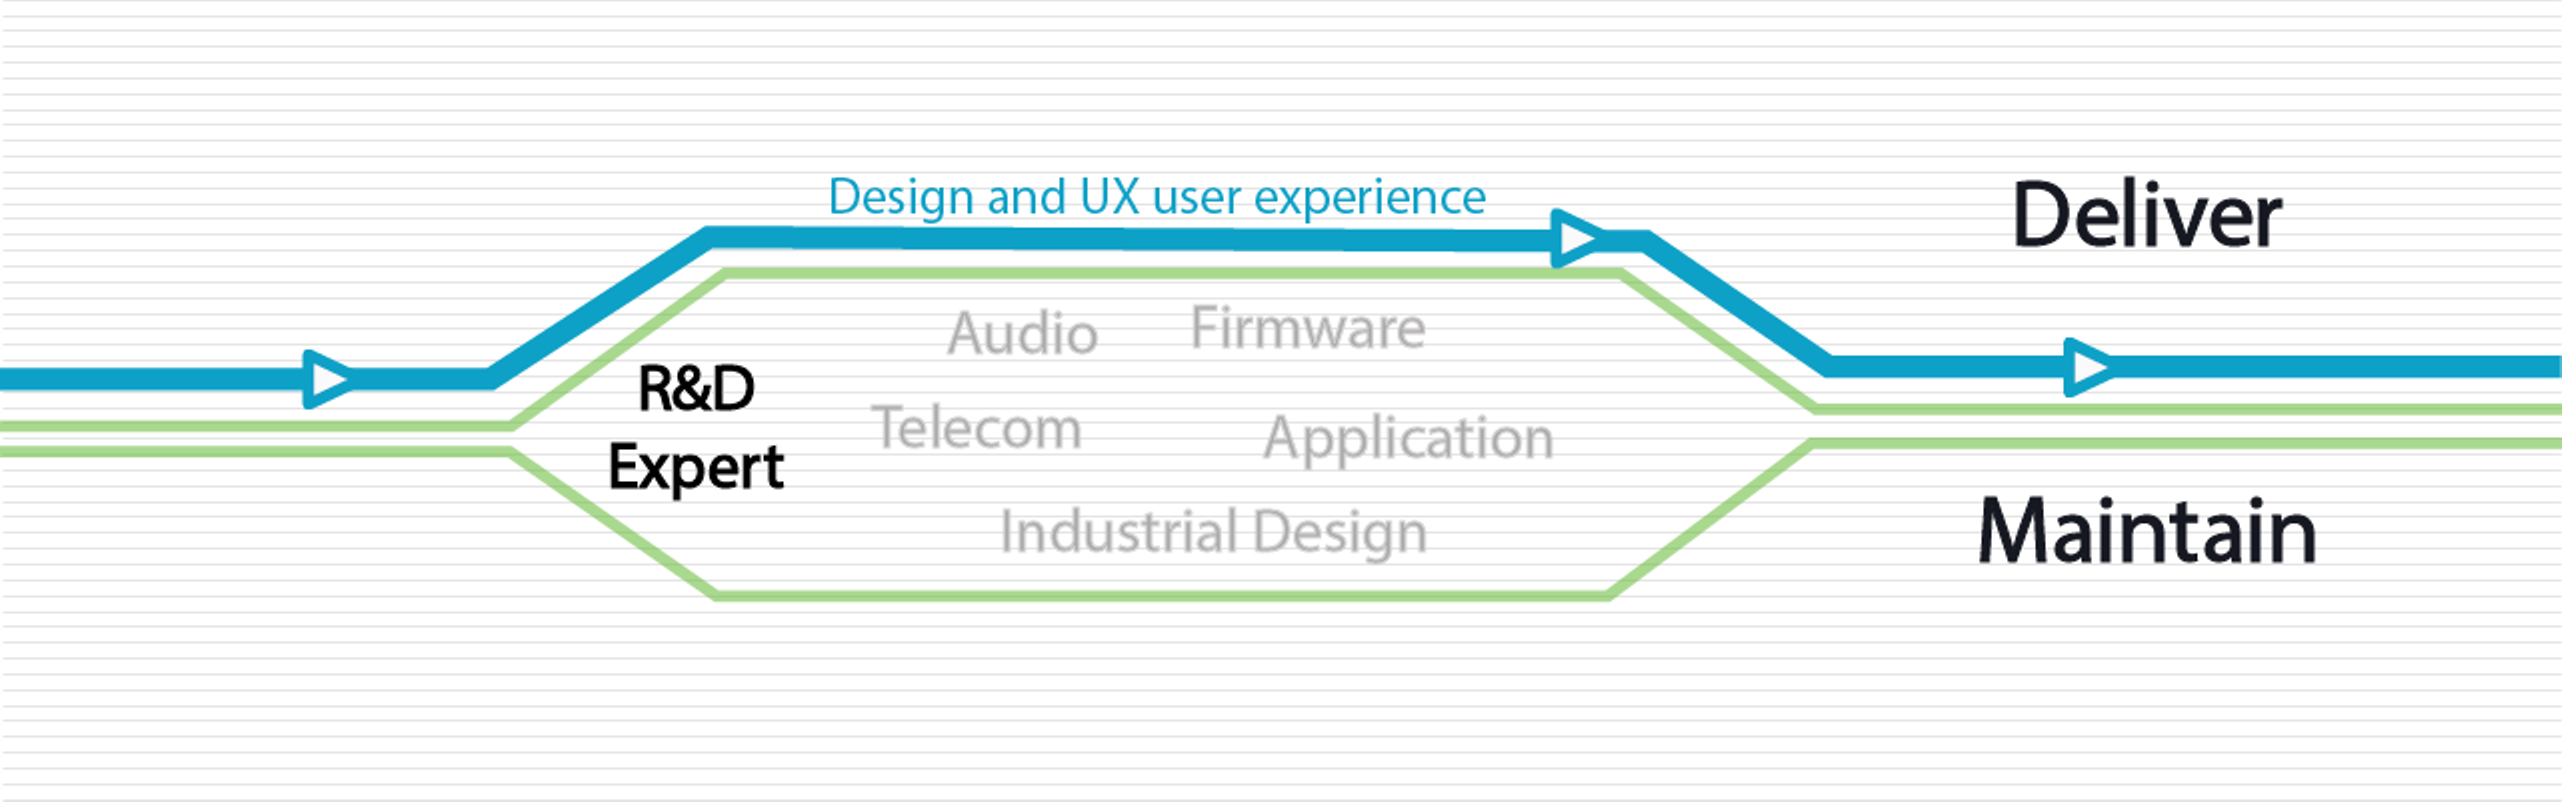 Design and UX user experience
Deliver
Audio
Firmware
R&D
Expert
Telecom
Application
Industrial Design
Maintain